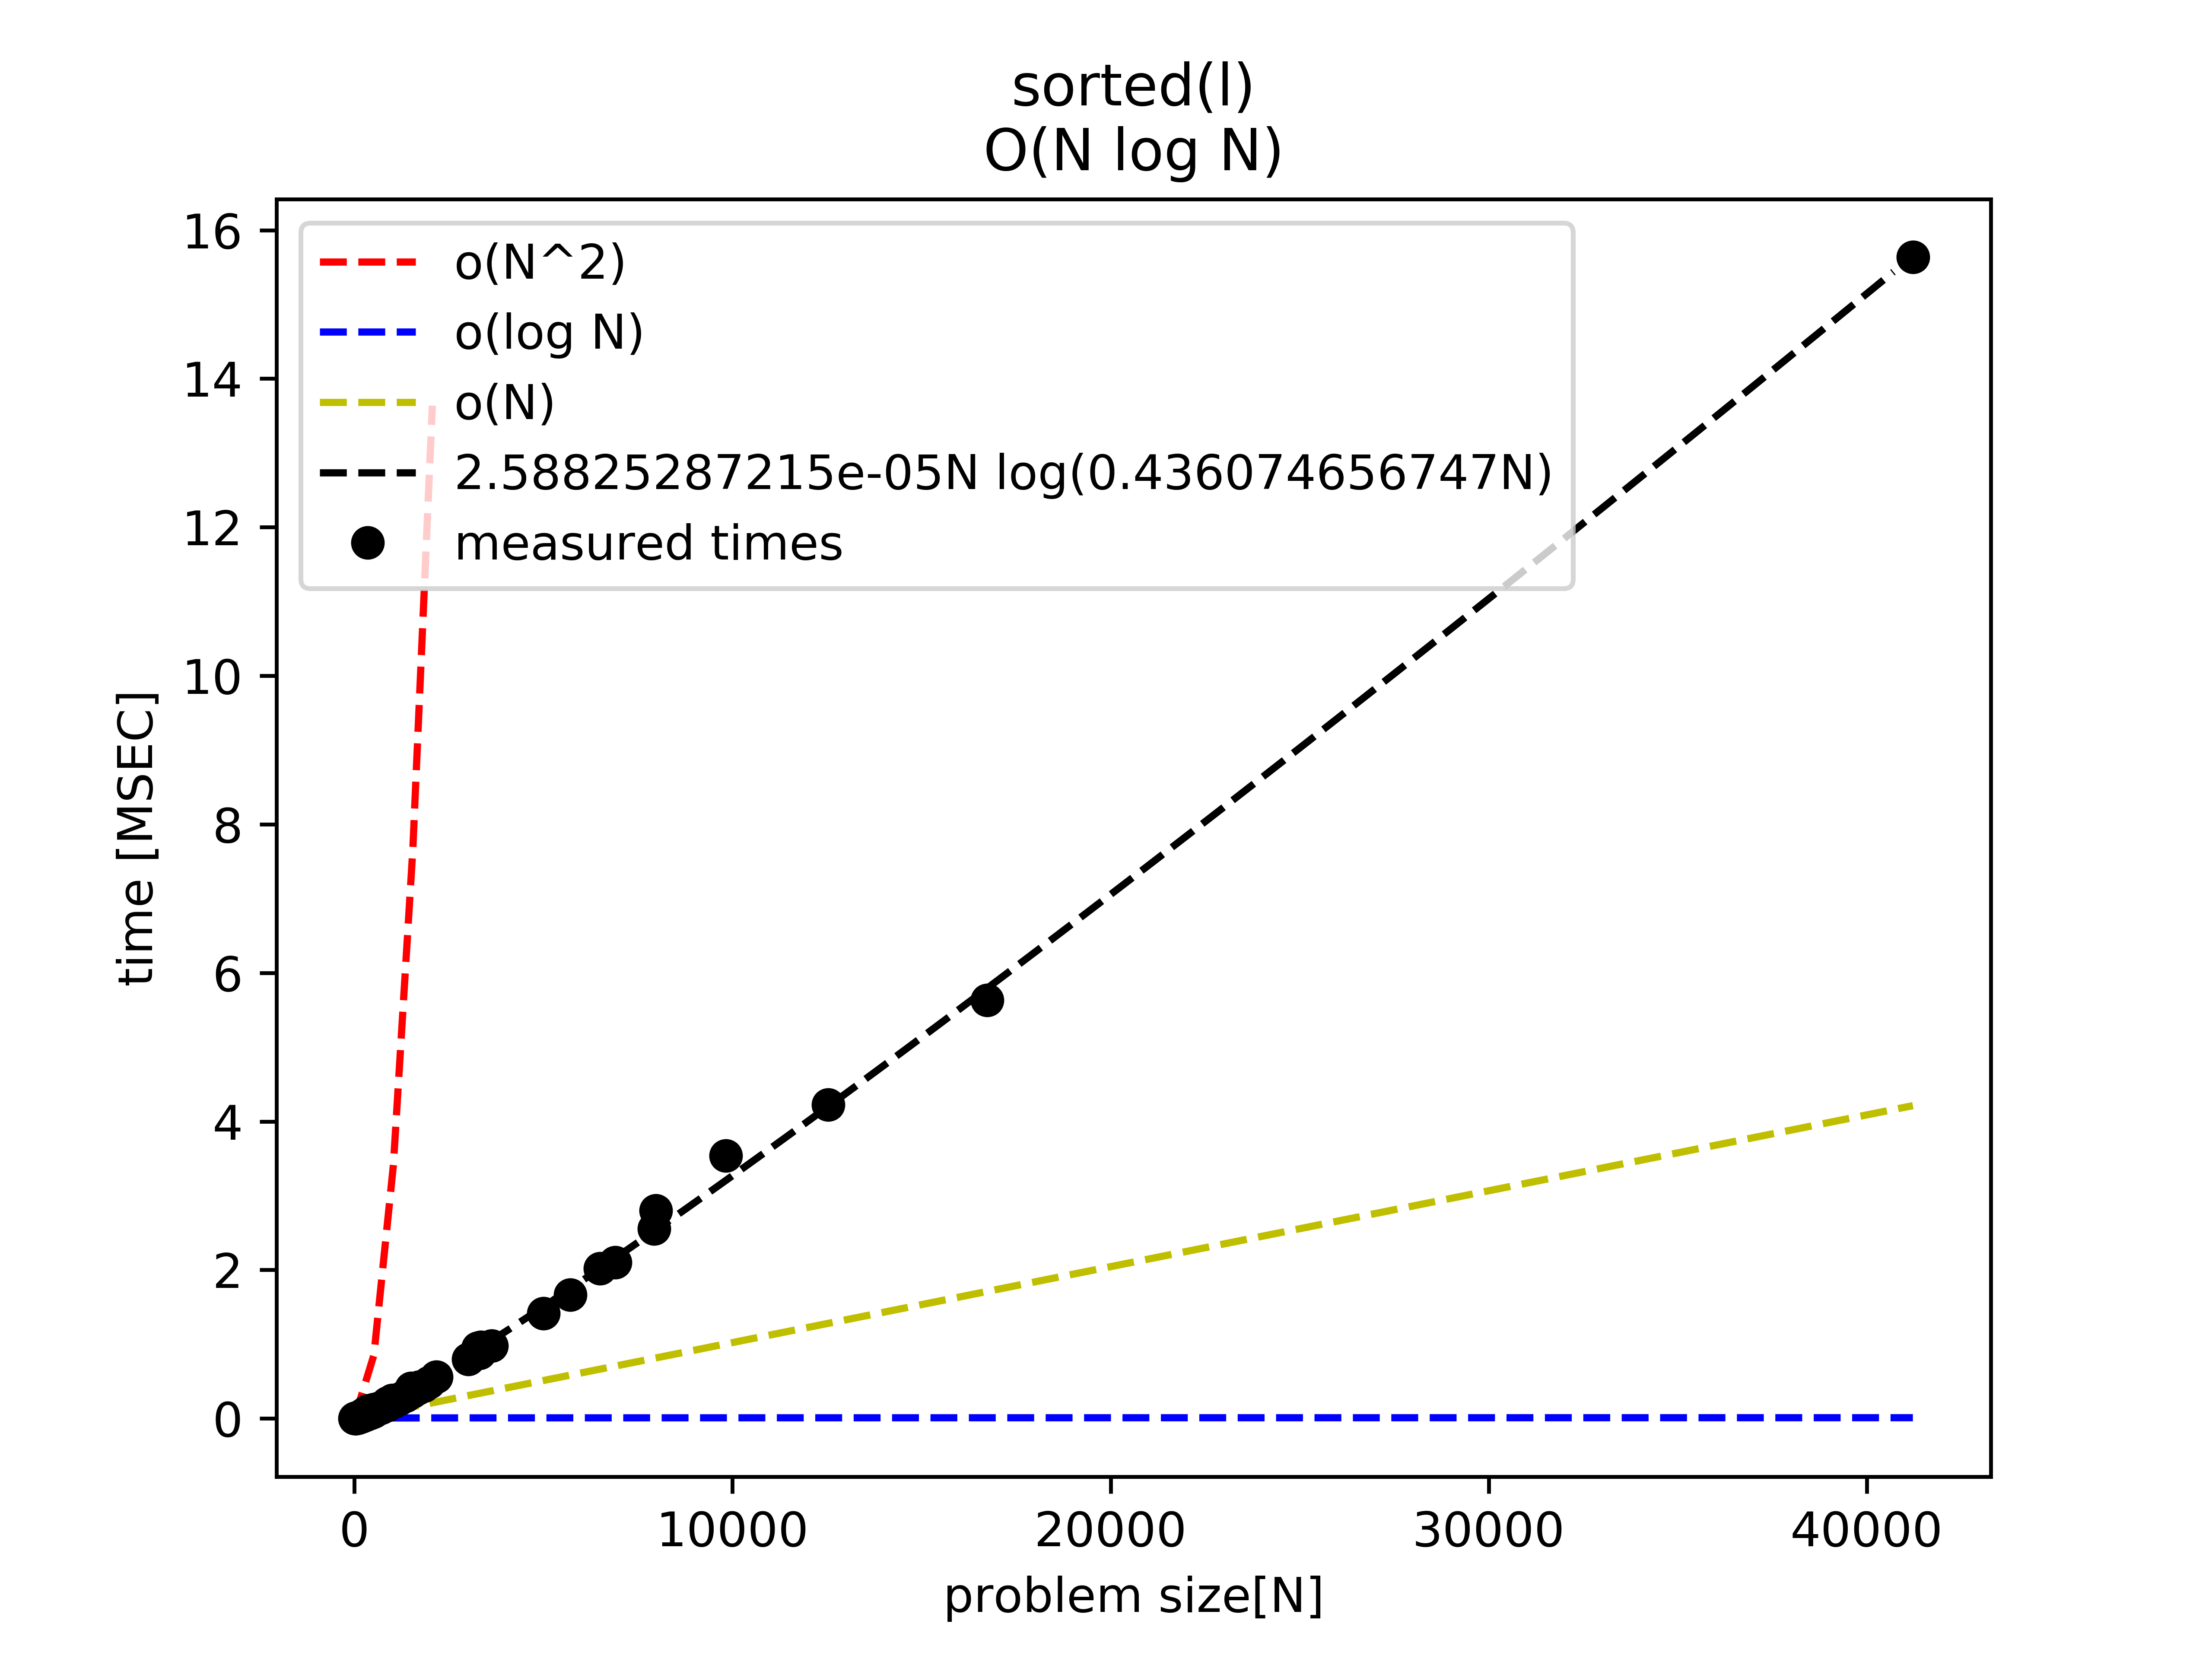 sorted(l)
O(N log N)
16
14
12
10
8
6
4
2
0
time [MSEC]
o(N^2)
o(log N)
o(N)
2.58825287215e-05N log(0.436074656747N)
measured times
0 10000 20000 30000 40000
problem size[N]